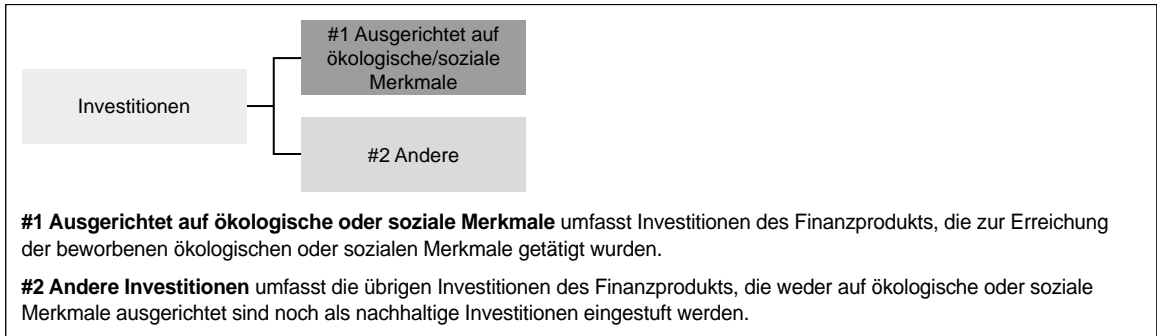 #1 Ausgerichtet auf
ökologische/soziale
Merkmale
Investitionen
#2 Andere
#1 Ausgerichtet auf ökologische oder soziale Merkmale umfasst Investitionen des Finanzprodukts, die zur Erreichung
der beworbenen ökologischen oder sozialen Merkmale getätigt wurden.
#2 Andere Investitionen umfasst die übrigen Investitionen des Finanzprodukts, die weder auf ökologische oder soziale
Merkmale ausgerichtet sind noch als nachhaltige Investitionen eingestuft werden.